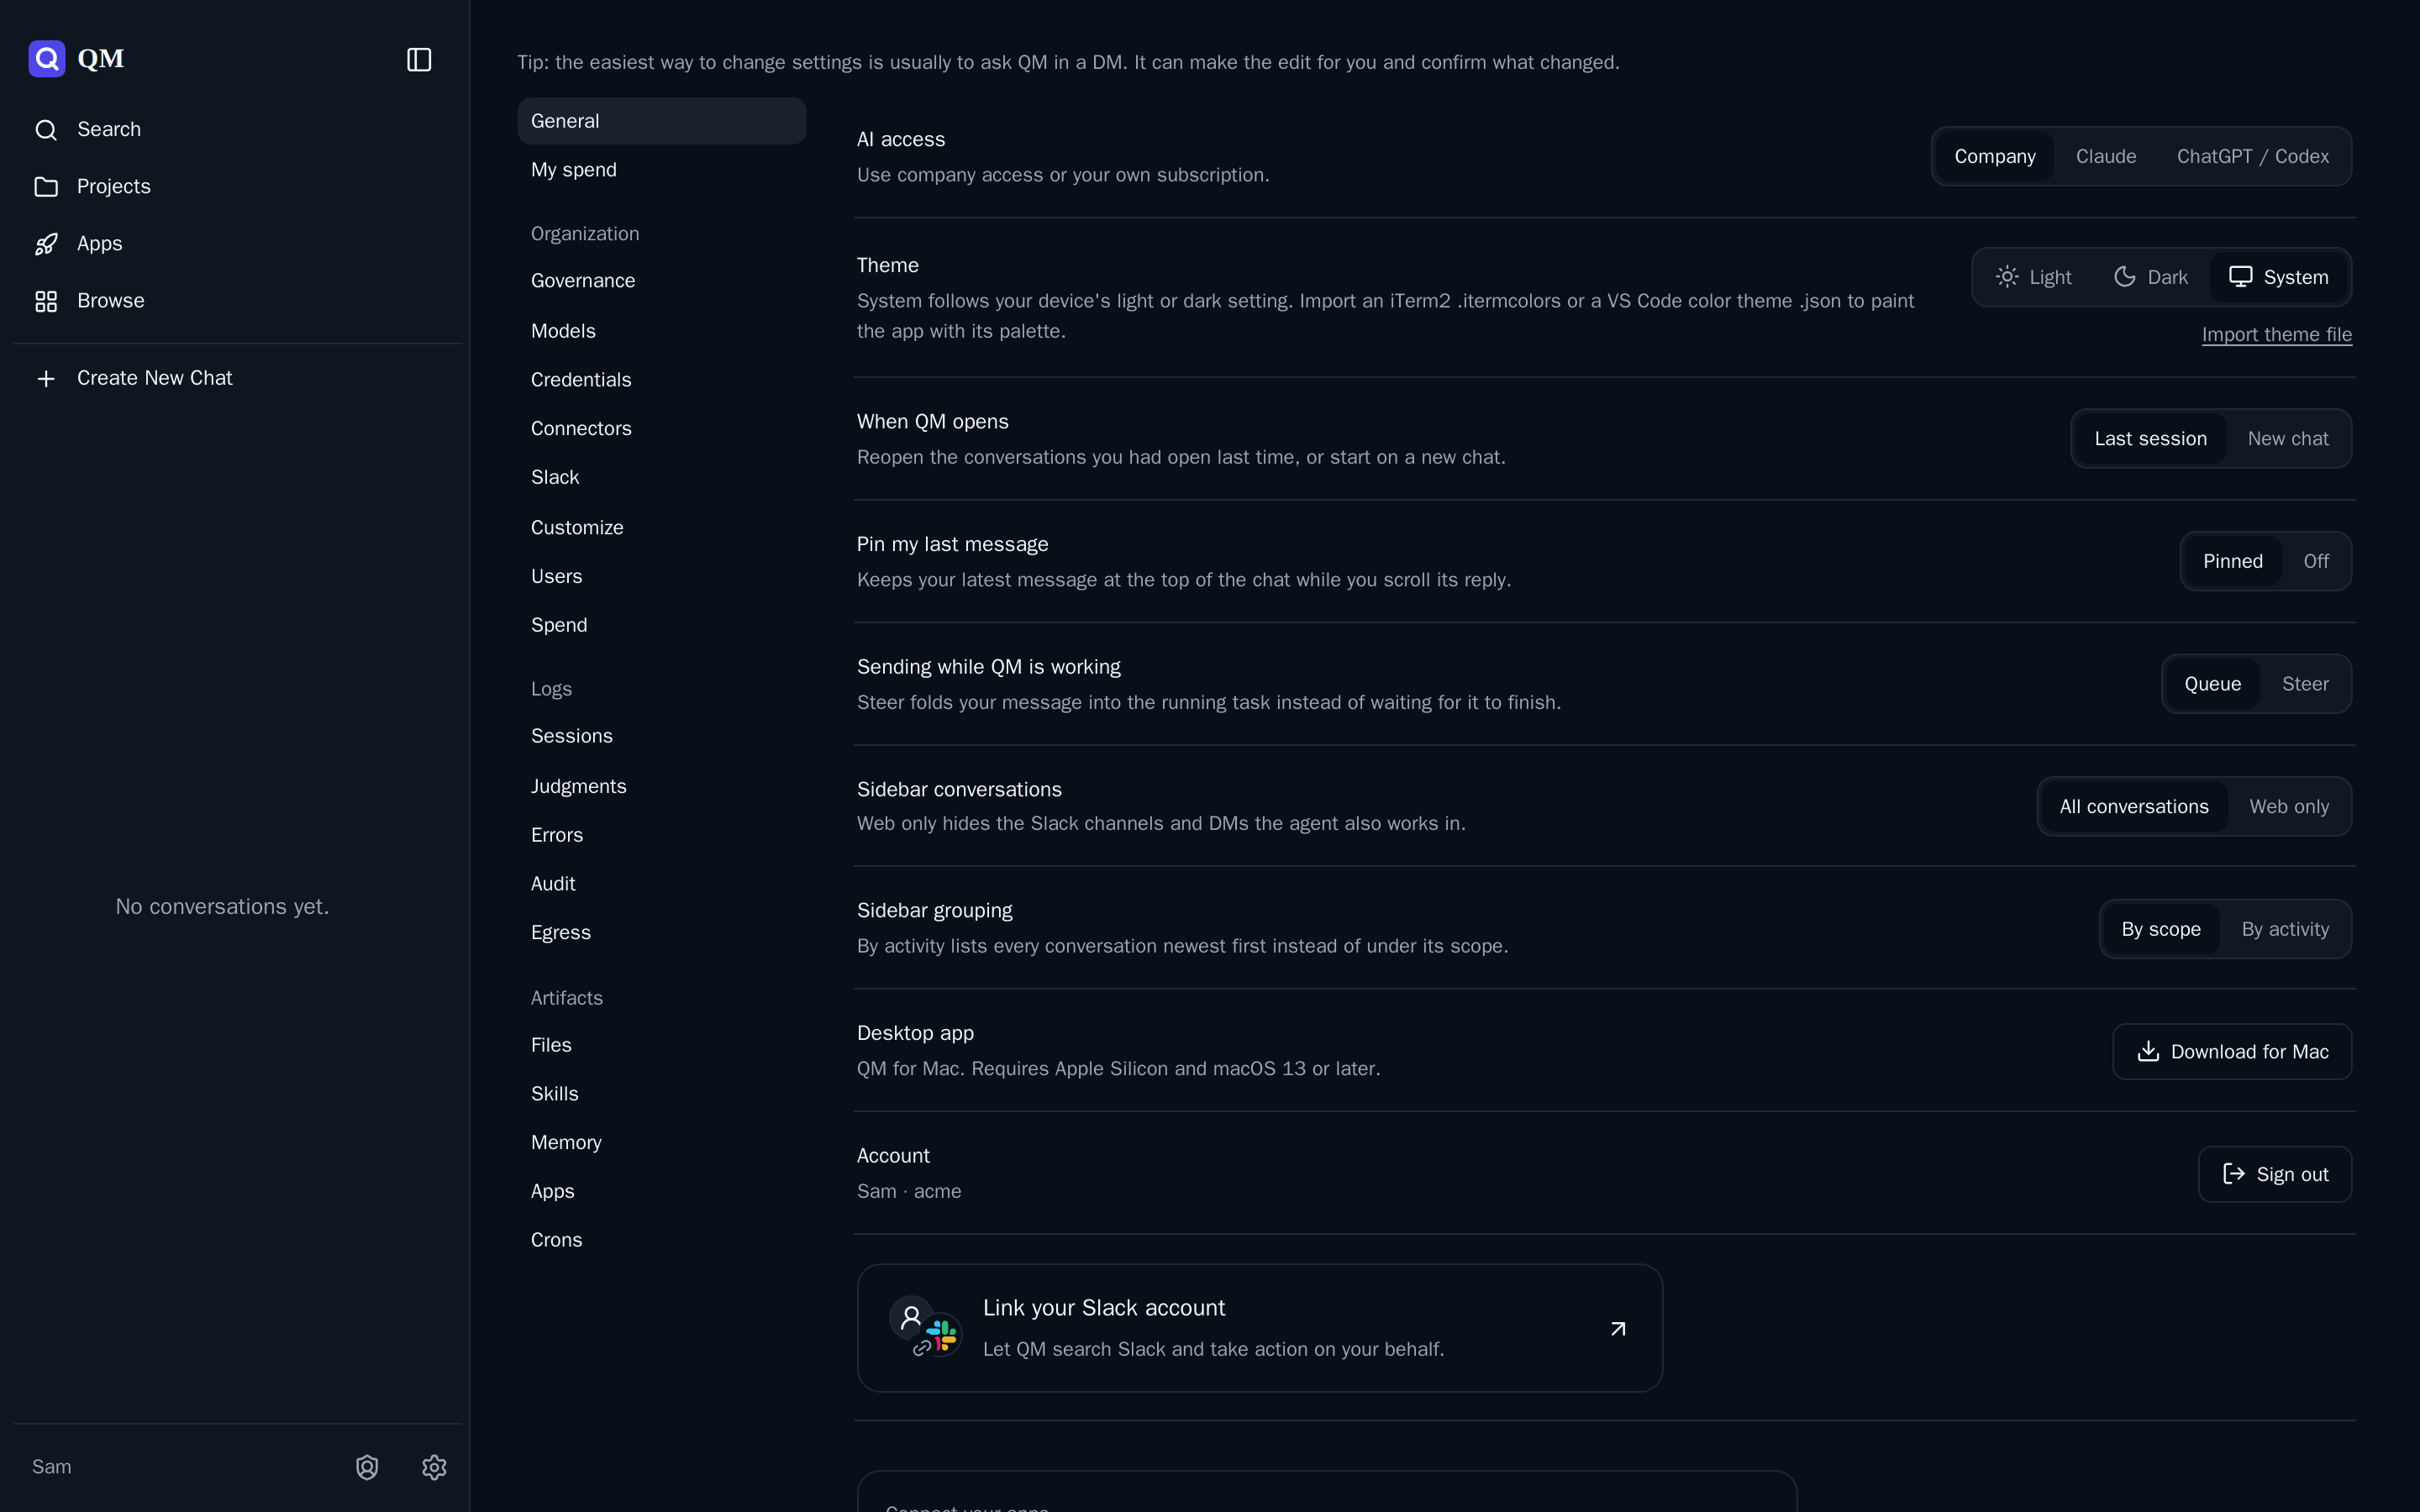 QM
Search
Projects
Apps
Browse
Create New Chat
No conversations yet.
Sam
Tip: the easiest way to change settings is usually to ask QM in a DM. It can make the edit for you and confirm what changed.
General
My spend
Organization
Governance
Models
Credentials
Connectors
Slack
Customize
Users
Spend
Logs
Sessions
Judgments
Errors
Audit
Egress
Artifacts
Files
Skills
Memory
Apps
Crons
AI access
Use company access or your own subscription.
Company Claude ChatGPT / Codex
Theme
System follows your device's light or dark setting. Import an iTerm2 .itermcolors or a VS Code color theme .json to paint
the app with its palette.
Light Dark System
Import theme file
When QM opens
Reopen the conversations you had open last time, or start on a new chat.
Last session New chat
Pin my last message
Keeps your latest message at the top of the chat while you scroll its reply.
Pinned Off
Sending while QM is working
Steer folds your message into the running task instead of waiting for it to finish.
Queue Steer
Sidebar conversations
Web only hides the Slack channels and DMs the agent also works in.
All conversations Web only
Sidebar grouping
By activity lists every conversation newest first instead of under its scope.
By scope By activity
Desktop app
QM for Mac. Requires Apple Silicon and macOS 13 or later.
Download for Mac
Account
Sam · acme
Sign out
Link your Slack account
Let QM search Slack and take action on your behalf.
Connect your apps